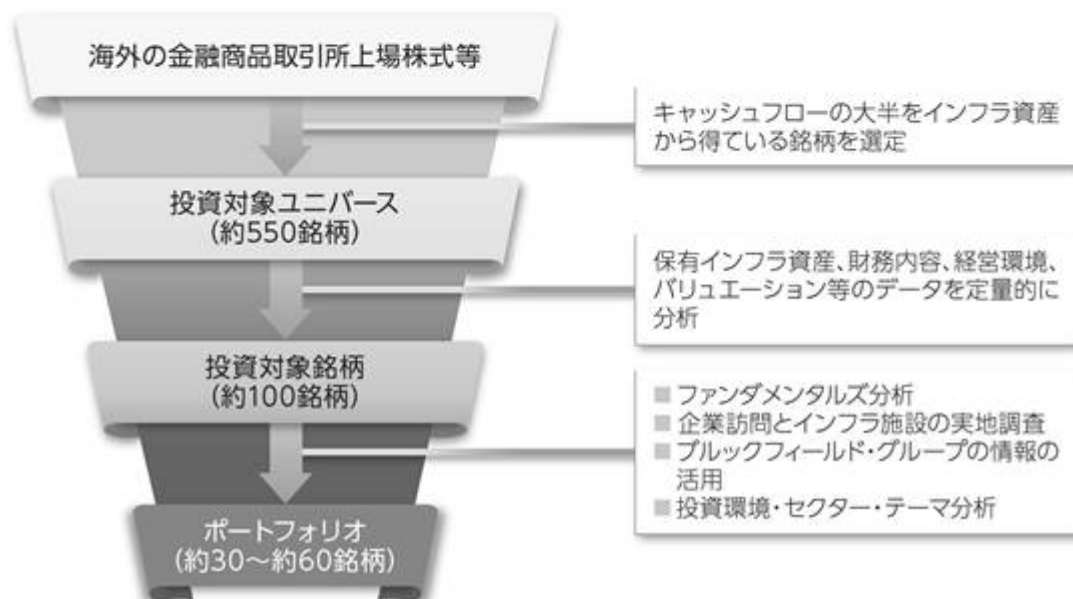 海外の金融商品取引所上場株式等
キャッシュフローの大半をインフラ資産
から得ている銘柄を選定
投資対象ユニバース
(約550銘柄)
保有インフラ資産、財務内容、経営環境、
バリュエーション等のデータを定量的に
分析
投資対象銘柄
(約100銘柄)
■ ファンダメンタルズ分析
■ 企業訪問とインフラ施設の実地調査
■ ブルックフィールド・グループの情報の
活用
■ 投資環境・セクター・テーマ分析
ポートフォリオ
(約30～約60銘柄)